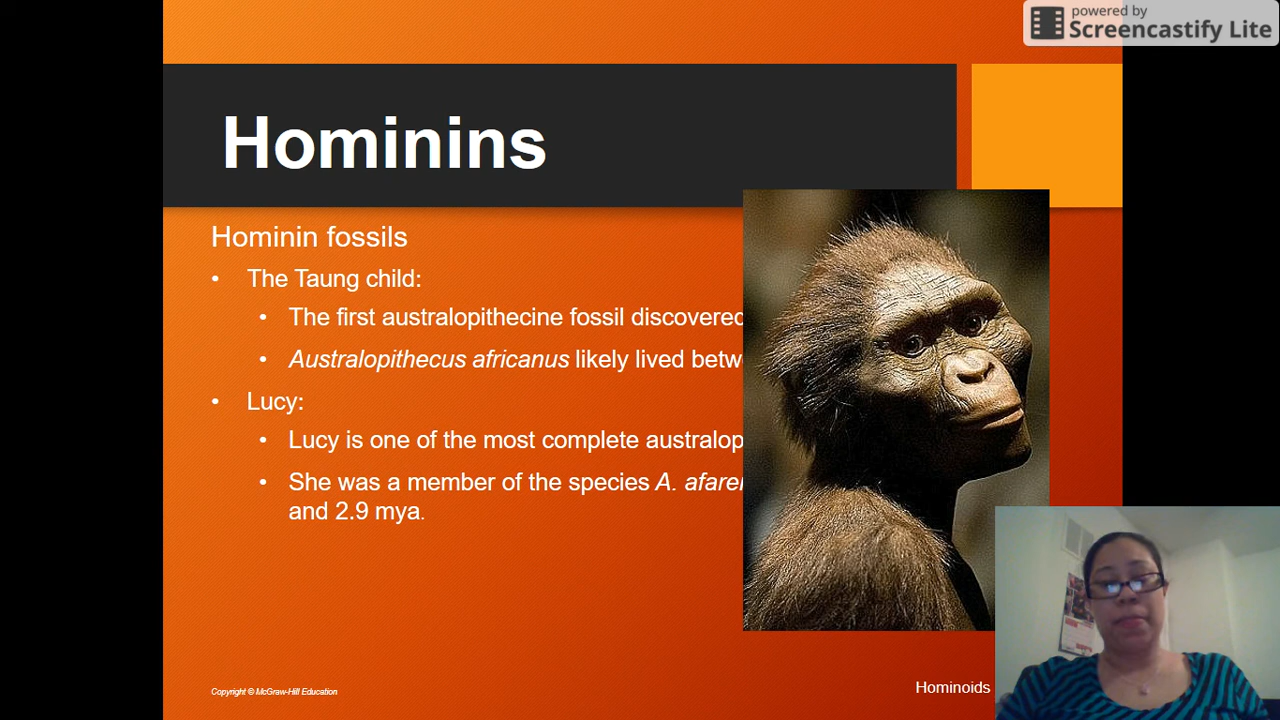 powered by
Screencastify Lite
Hominins
Hominin fossils
• The Taung child:
• The first australopithecine fossil discovered
• Australopithecus africanus likely lived betw
• Lucy:
• Lucy is one of the most complete australop
• She was a member of the species A. afare
and 2.9 mya.
Copyright © McGraw-Hill Education
Hominoids